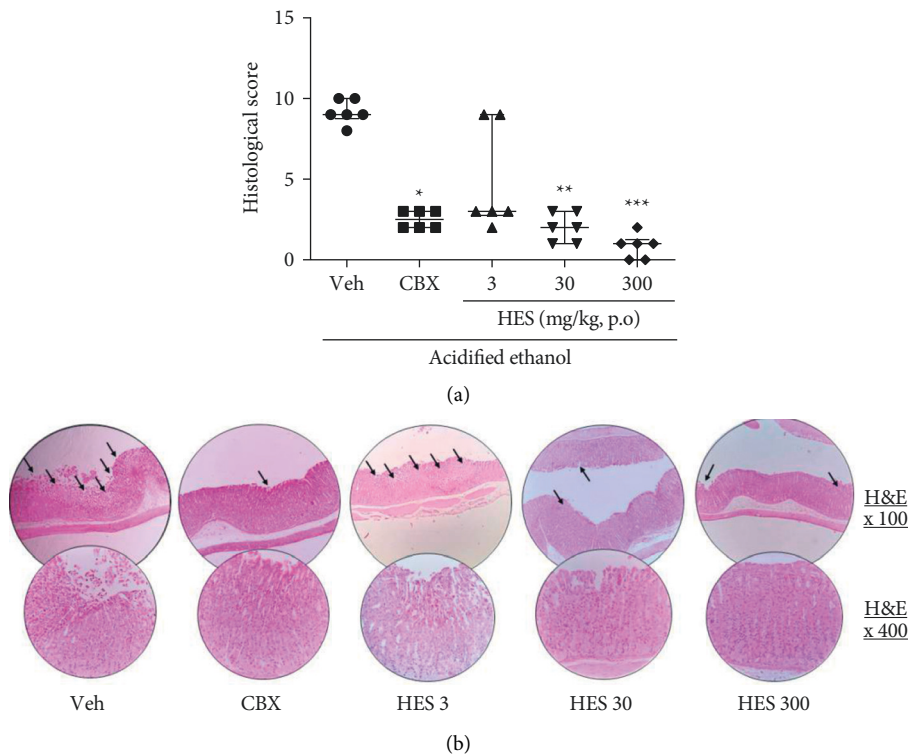 15
10
5
0
Histological score
*
**
***
Veh
CBX
3
30
300
HES (mg/kg, p.o)
Acidified ethanol
(a)
H&E
x 100
H&E
x 400
Veh
CBX
HES 3
HES 30
HES 300
(b)